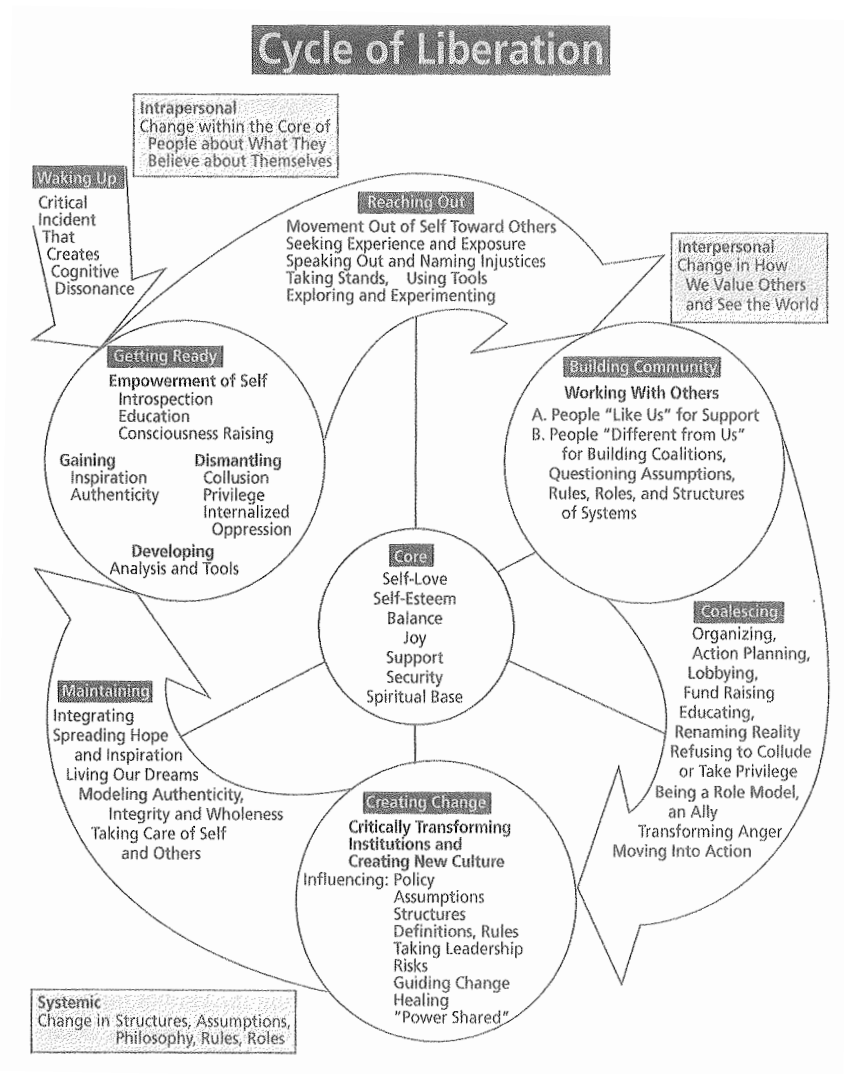 Cycle of Liberation
Intrapersonal
Change within the Core of
People about What They
Believe about Themselves
Waking Up
Critical
Incident
That
Creates
Cognitive
Dissonance
Reaching Out
Movement Out of Self Toward Others
Seeking Experience and Exposure
Speaking Out and Naming Injustices
Taking Stands, Using Tools
Exploring and Experimenting
Interpersonal
Change in How
We Value Others
and See the World
Getting Ready
Empowerment of Self
Introspection
Education
Consciousness Raising
Gaining
Inspiration
Authenticity
Dismantling
Collusion
Privilege
Internalized
Oppression
Developing
Analysis and Tools
Building Community
Working With Others
A. People "Like Us" for Support
B. People "Different from Us"
for Building Coalitions,
Questioning Assumptions,
Rules, Roles, and Structures
of Systems
Core
Self-Love
Self-Esteem
Balance
Joy
Support
Security
Spiritual Base
Coalescing
Organizing,
Action Planning,
Lobbying,
Fund Raising
Educating,
Renaming Reality
Refusing to Collude
or Take Privilege
Being a Role Model,
an Ally
Transforming Anger
Moving Into Action
Maintaining
Integrating
Spreading Hope
and Inspiration
Living Our Dreams
Modeling Authenticity,
Integrity and Wholeness
Taking Care of Self
and Others
Creating Change
Critically Transforming
Institutions and
Creating New Culture
Influencing: Policy
Assumptions
Structures
Definitions, Rules
Taking Leadership
Risks
Guiding Change
Healing
"Power Shared"
Systemic
Change in Structures, Assumptions,
Philosophy, Rules, Roles